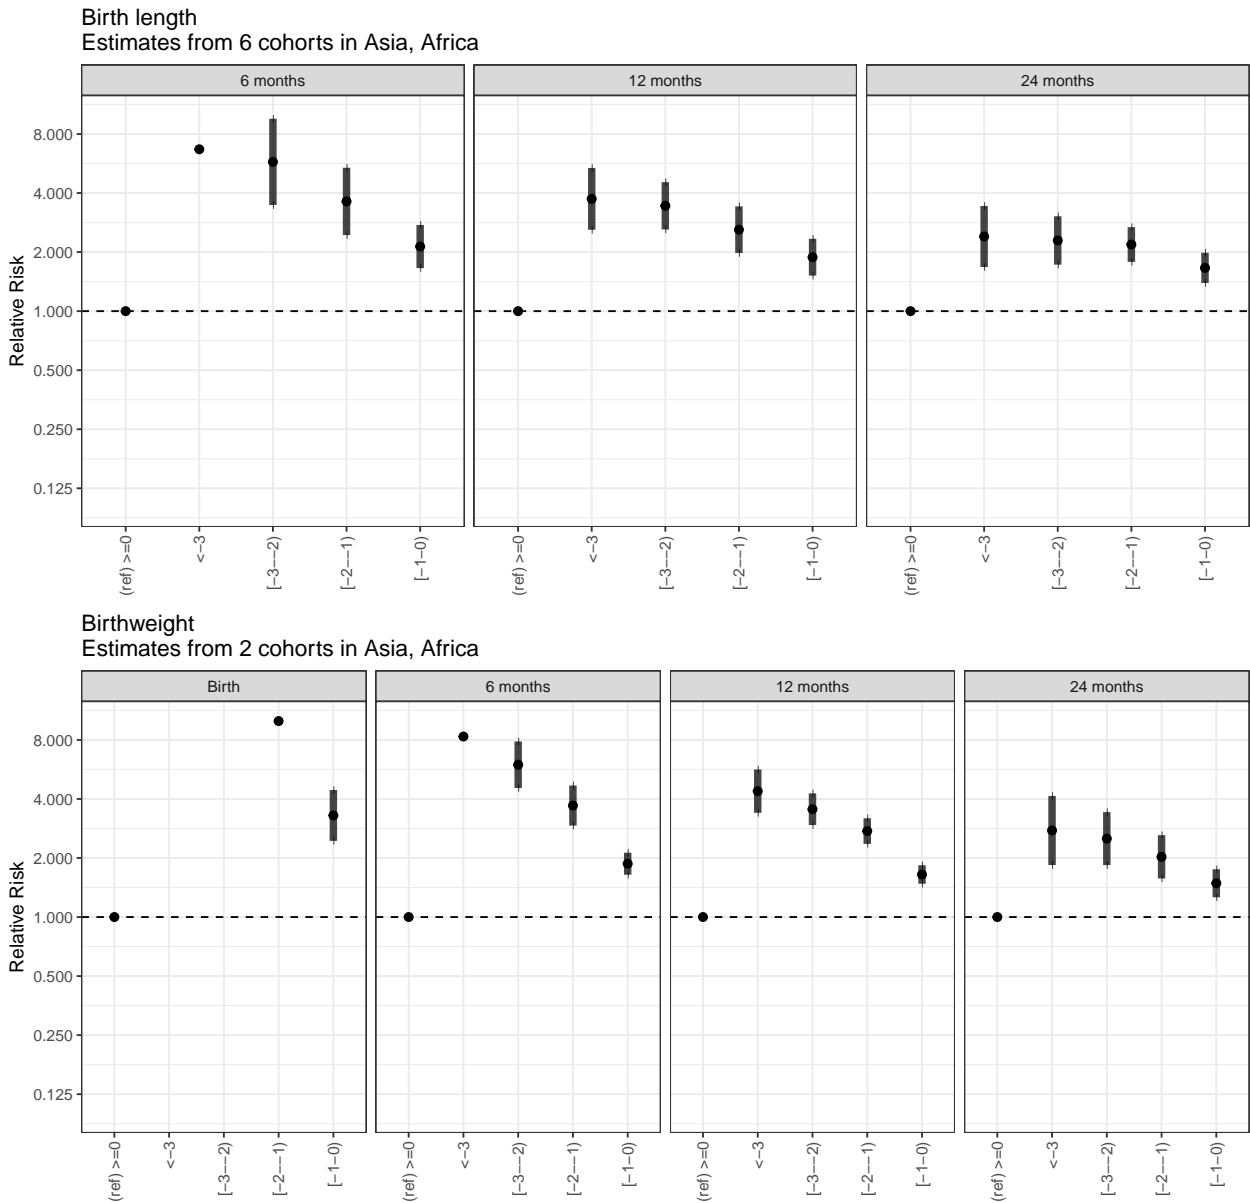 Birth length
Estimates from 6 cohorts in Asia, Africa
6 months
12 months
24 months
Relative Risk
8.000
4.000
2.000
1.000
0.500
0.250
0.125
(ref) >=0
<−3
[−3−−2)
[−2−−1)
[−1−0)
(ref) >=0
<−3
[−3−−2)
[−2−−1)
[−1−0)
(ref) >=0
<−3
[−3−−2)
[−2−−1)
[−1−0)
Birthweight
Estimates from 2 cohorts in Asia, Africa
Birth
6 months
12 months
24 months
Relative Risk
8.000
4.000
2.000
1.000
0.500
0.250
0.125
(ref) >=0
<−3
[−3−−2)
[−2−−1)
[−1−0)
(ref) >=0
<−3
[−3−−2)
[−2−−1)
[−1−0)
(ref) >=0
<−3
[−3−−2)
[−2−−1)
[−1−0)
(ref) >=0
<−3
[−3−−2)
[−2−−1)
[−1−0)